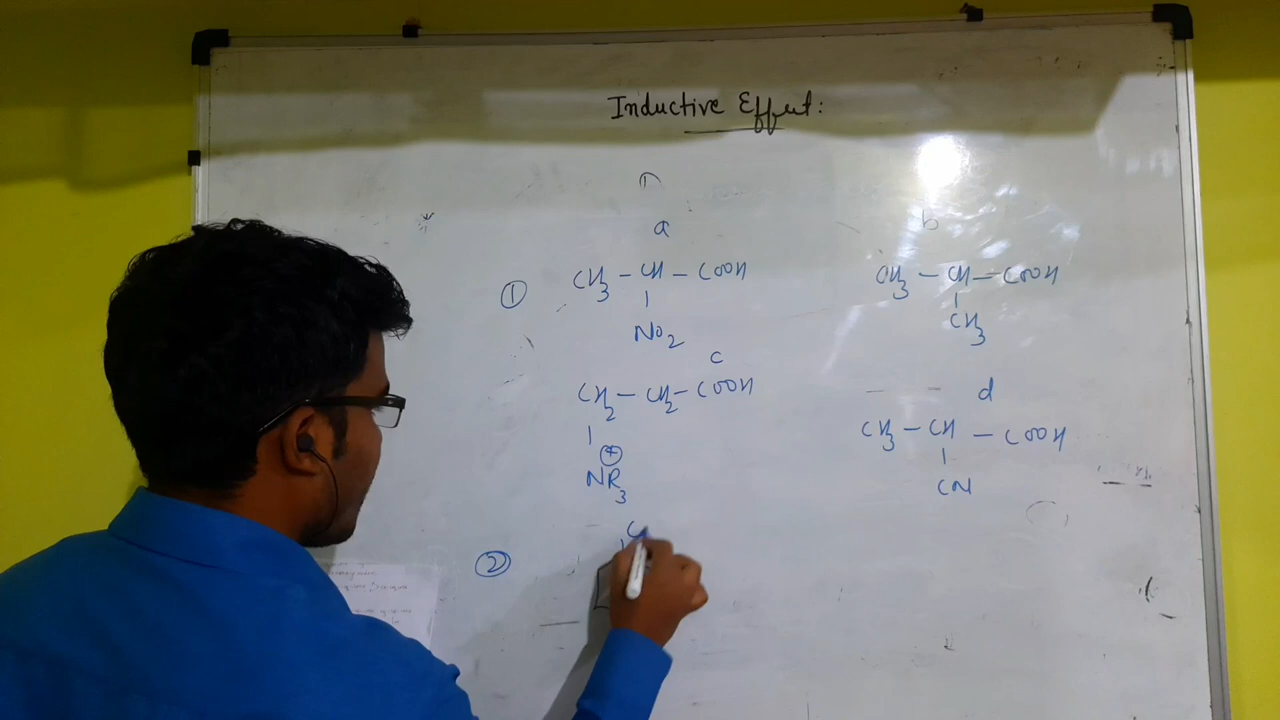 Inductive Effect:
a b
① CH3 – CH – COOH CH3 – CH – COOH
| |
NO2 CH3
c d
CH2 – CH2 – COOH CH3 – CH – COOH
| |
⊕ CN
NR3
②